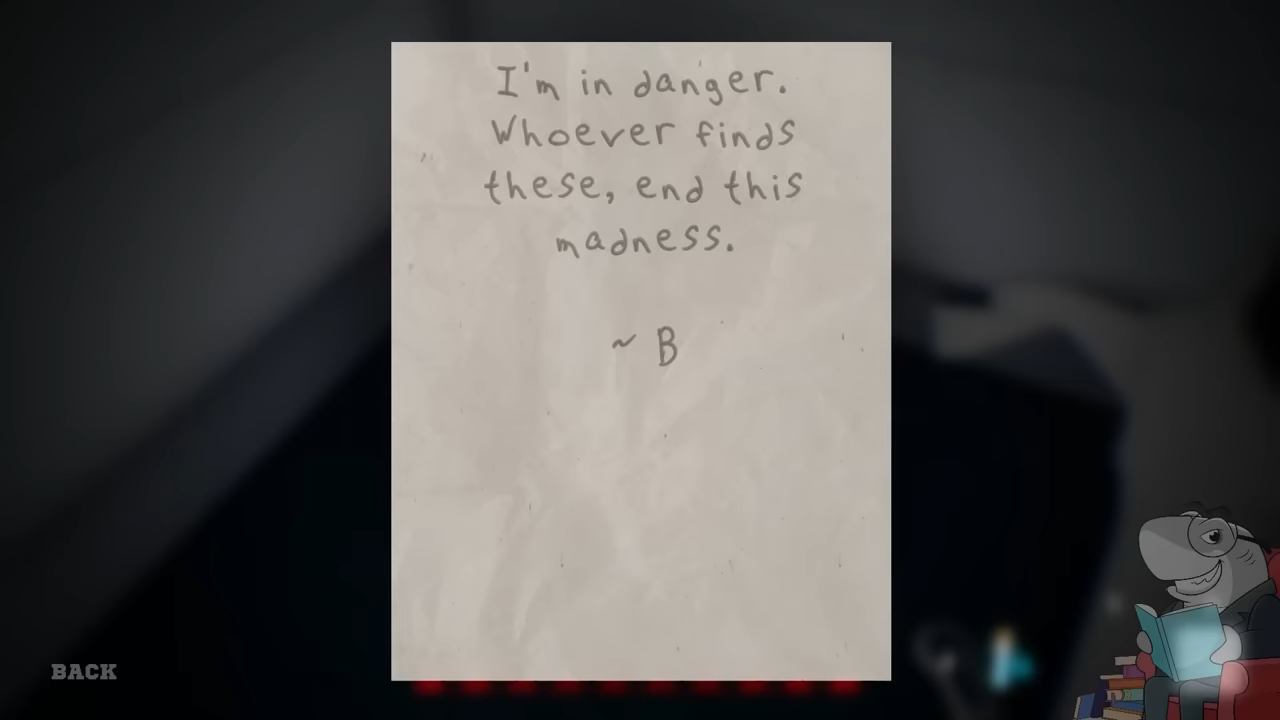 I'm in danger.
Whoever finds
these, end this
madness.
~ B
BACK